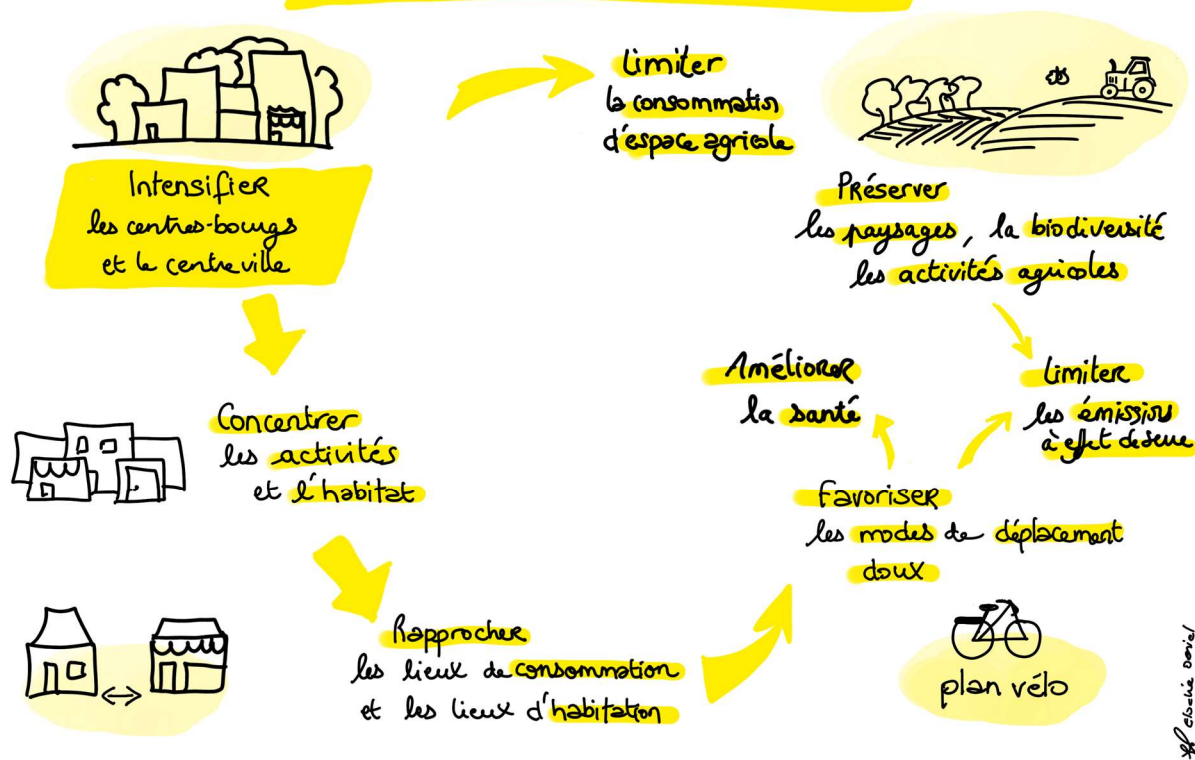 Intensifier
les centres-bourgs
et le centre ville
Limiter
la consommation
d'espace agricole
Préserver
les paysages, la biodiversité
les activités agricoles
Concentrer
les activités
et l'habitat
Améliorer
la santé
Limiter
les émissions
à effet de serre
Favoriser
les modes de déplacement
doux
Rapprocher
les lieux de consommation
et les lieux d'habitation
plan vélo